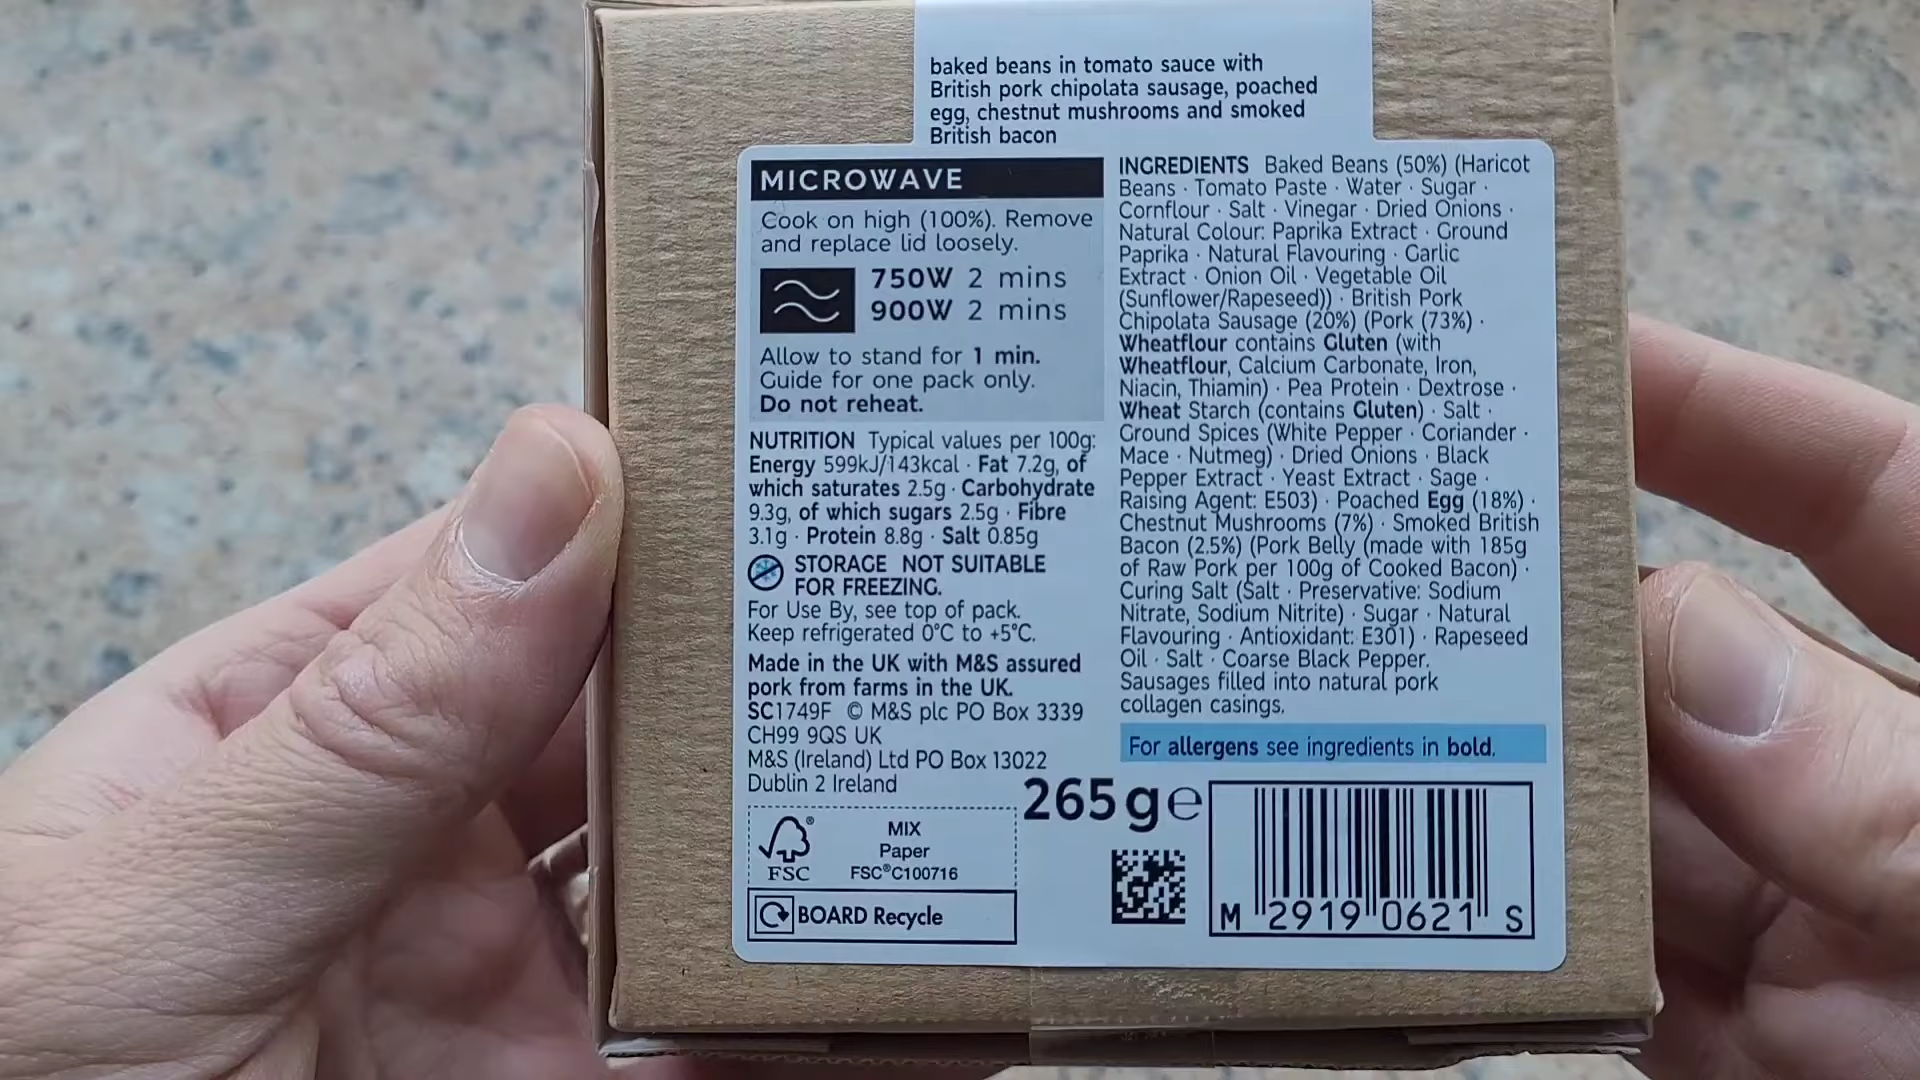 baked beans in tomato sauce with
British pork chipolata sausage, poached
egg, chestnut mushrooms and smoked
British bacon
MICROWAVE
Cook on high (100%). Remove
and replace lid loosely.
750W 2 mins
900W 2 mins
Allow to stand for 1 min.
Guide for one pack only.
Do not reheat.
NUTRITION Typical values per 100g:
Energy 599kJ/143kcal · Fat 7.2g, of
which saturates 2.5g · Carbohydrate
9.3g, of which sugars 2.5g · Fibre
3.1g · Protein 8.8g · Salt 0.85g
STORAGE NOT SUITABLE
FOR FREEZING.
For Use By, see top of pack.
Keep refrigerated 0°C to +5°C.
Made in the UK with M&S assured
pork from farms in the UK.
SC1749F © M&S plc PO Box 3339
CH99 9QS UK
M&S (Ireland) Ltd PO Box 13022
Dublin 2 Ireland
FSC®
MIX
Paper
FSC®C100716
BOARD Recycle
INGREDIENTS Baked Beans (50%) (Haricot
Beans · Tomato Paste · Water · Sugar ·
Cornflour · Salt · Vinegar · Dried Onions ·
Natural Colour: Paprika Extract · Ground
Paprika · Natural Flavouring · Garlic
Extract · Onion Oil · Vegetable Oil
(Sunflower/Rapeseed)) · British Pork
Chipolata Sausage (20%) (Pork (73%) ·
Wheatflour contains Gluten (with
Wheatflour, Calcium Carbonate, Iron,
Niacin, Thiamin) · Pea Protein · Dextrose ·
Wheat Starch (contains Gluten) · Salt ·
Ground Spices (White Pepper · Coriander ·
Mace · Nutmeg) · Dried Onions · Black
Pepper Extract · Yeast Extract · Sage ·
Raising Agent: E503) · Poached Egg (18%) ·
Chestnut Mushrooms (7%) · Smoked British
Bacon (2.5%) (Pork Belly (made with 185g
of Raw Pork per 100g of Cooked Bacon) ·
Curing Salt (Salt · Preservative: Sodium
Nitrate, Sodium Nitrite) · Sugar · Natural
Flavouring · Antioxidant: E301) · Rapeseed
Oil · Salt · Coarse Black Pepper.
Sausages filled into natural pork
collagen casings.
For allergens see ingredients in bold.
265g℮
M 2919 0621 S